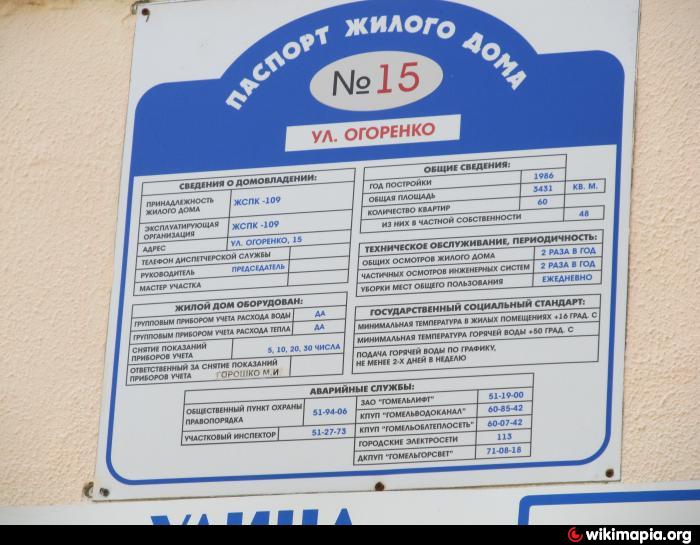 ПАСПОРТ ЖИЛОГО ДОМА
№ 15
УЛ. ОГОРЕНКО
СВЕДЕНИЯ О ДОМОВЛАДЕНИИ:
ПРИНАДЛЕЖНОСТЬ ЖСПК -109
ЖИЛОГО ДОМА
ЭКСПЛУАТИРУЮЩАЯ ЖСПК -109
ОРГАНИЗАЦИЯ
АДРЕС УЛ. ОГОРЕНКО, 15
ТЕЛЕФОН ДИСПЕТЧЕРСКОЙ СЛУЖБЫ
РУКОВОДИТЕЛЬ ПРЕДСЕДАТЕЛЬ
МАСТЕР УЧАСТКА
ЖИЛОЙ ДОМ ОБОРУДОВАН:
ГРУППОВЫМ ПРИБОРОМ УЧЕТА РАСХОДА ВОДЫ ДА
ГРУППОВЫМ ПРИБОРОМ УЧЕТА РАСХОДА ТЕПЛА ДА
СНЯТИЕ ПОКАЗАНИЙ 5, 10, 20, 30 ЧИСЛА
ПРИБОРОВ УЧЕТА
ОТВЕТСТВЕННЫЙ ЗА СНЯТИЕ ПОКАЗАНИЙ
ПРИБОРОВ УЧЕТА ГОРОШКО М.И
ОБЩИЕ СВЕДЕНИЯ:
ГОД ПОСТРОЙКИ 1986
ОБЩАЯ ПЛОЩАДЬ 3431 КВ. М.
КОЛИЧЕСТВО КВАРТИР 60
ИЗ НИХ В ЧАСТНОЙ СОБСТВЕННОСТИ 48
ТЕХНИЧЕСКОЕ ОБСЛУЖИВАНИЕ, ПЕРИОДИЧНОСТЬ:
ОБЩИХ ОСМОТРОВ ЖИЛОГО ДОМА 2 РАЗА В ГОД
ЧАСТИЧНЫХ ОСМОТРОВ ИНЖЕНЕРНЫХ СИСТЕМ 2 РАЗА В ГОД
УБОРКИ МЕСТ ОБЩЕГО ПОЛЬЗОВАНИЯ ЕЖЕДНЕВНО
ГОСУДАРСТВЕННЫЙ СОЦИАЛЬНЫЙ СТАНДАРТ:
МИНИМАЛЬНАЯ ТЕМПЕРАТУРА В ЖИЛЫХ ПОМЕЩЕНИЯХ +16 ГРАД. С
МИНИМАЛЬНАЯ ТЕМПЕРАТУРА ГОРЯЧЕЙ ВОДЫ +50 ГРАД. С
ПОДАЧА ГОРЯЧЕЙ ВОДЫ ПО ГРАФИКУ,
НЕ МЕНЕЕ 2-Х ДНЕЙ В НЕДЕЛЮ
АВАРИЙНЫЕ СЛУЖБЫ:
ОБЩЕСТВЕННЫЙ ПУНКТ ОХРАНЫ 51-94-06
ПРАВОПОРЯДКА
УЧАСТКОВЫЙ ИНСПЕКТОР 51-27-73
ЗАО "ГОМЕЛЬЛИФТ" 51-19-00
КПУП "ГОМЕЛЬВОДОКАНАЛ" 60-85-42
КПУП "ГОМЕЛЬОБЛТЕПЛОСЕТЬ" 60-07-42
ГОРОДСКИЕ ЭЛЕКТРОСЕТИ 113
ДКПУП "ГОМЕЛЬГОРСВЕТ" 71-08-18
УЛИЦА
wikimapia.org